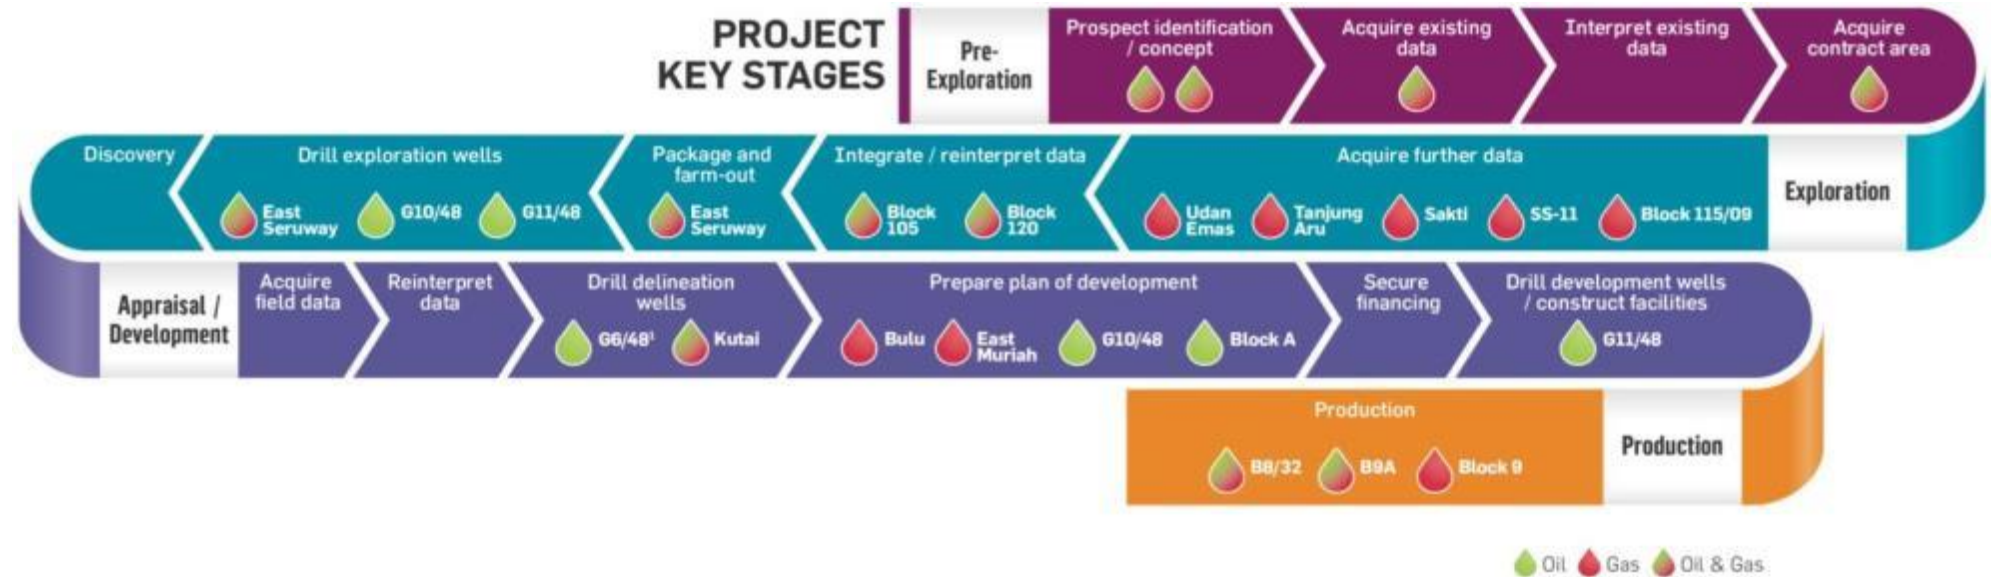 PROJECT
KEY STAGES
Pre-
Exploration
Prospect identification
/ concept
Acquire existing
data
Interpret existing
data
Acquire
contract area
Discovery
Drill exploration wells
East
Seruway
G10/48
G11/48
Package and
farm-out
East
Seruway
Integrate / reinterpret data
Block
105
Block
120
Acquire further data
Udan
Emas
Tanjung
Aru
Sakti
SS-11
Block 115/09
Exploration
Appraisal /
Development
Acquire
field data
Reinterpret
data
Drill delineation
wells
G6/48¹
Kutai
Prepare plan of development
Bulu
East
Muriah
G10/48
Block A
Secure
financing
Drill development wells
/ construct facilities
G11/48
Production
B8/32
B9A
Block 9
Production
Oil
Gas
Oil & Gas